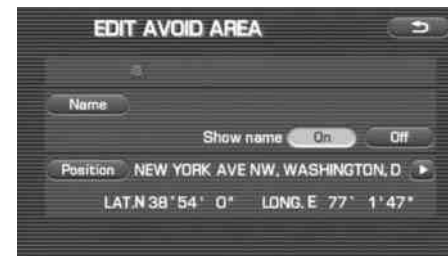 EDIT AVOID AREA
Name
Show name On Off
Position NEW YORK AVE NW, WASHINGTON, D
LAT.N 38°54' 0" LONG. E 77° 1'47"